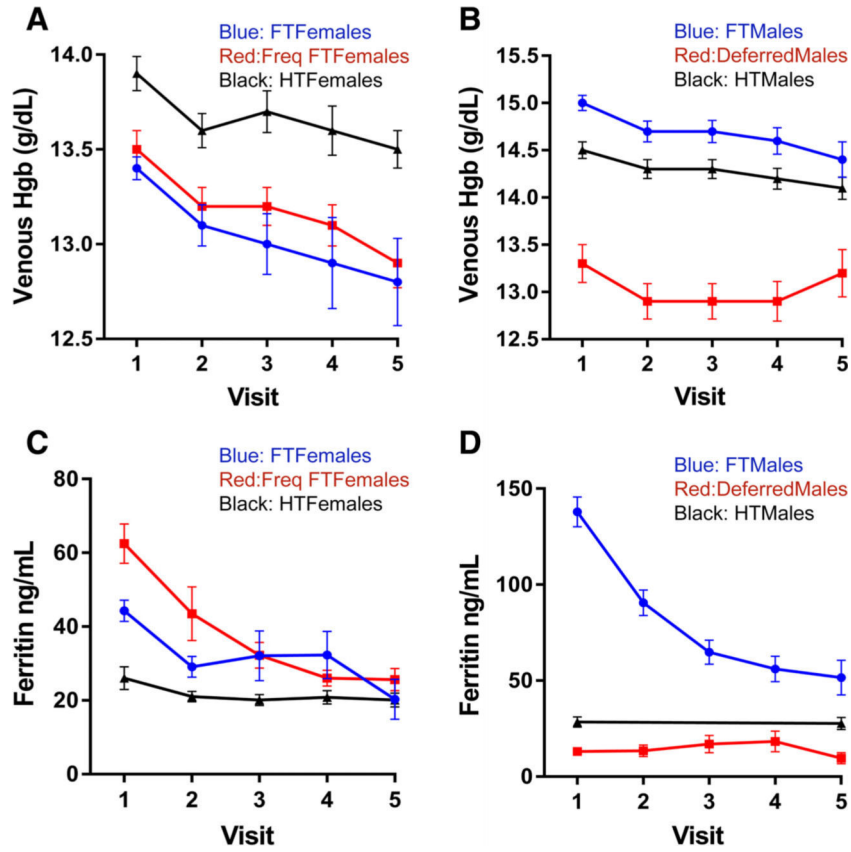 A
Blue: FTFemales
Red:Freq FTFemales
Black: HTFemales
14.0
13.5
13.0
12.5
Venous Hgb (g/dL)
1 2 3 4 5
Visit
B
Blue: FTMales
Red:DeferredMales
Black: HTMales
15.5
15.0
14.5
14.0
13.5
13.0
12.5
Venous Hgb (g/dL)
1 2 3 4 5
Visit
C
Blue: FTFemales
Red:Freq FTFemales
Black: HTFemales
80
60
40
20
0
Ferritin ng/mL
1 2 3 4 5
Visit
D
Blue: FTMales
Red:DeferredMales
Black: HTMales
150
100
50
0
Ferritin ng/mL
1 2 3 4 5
Visit